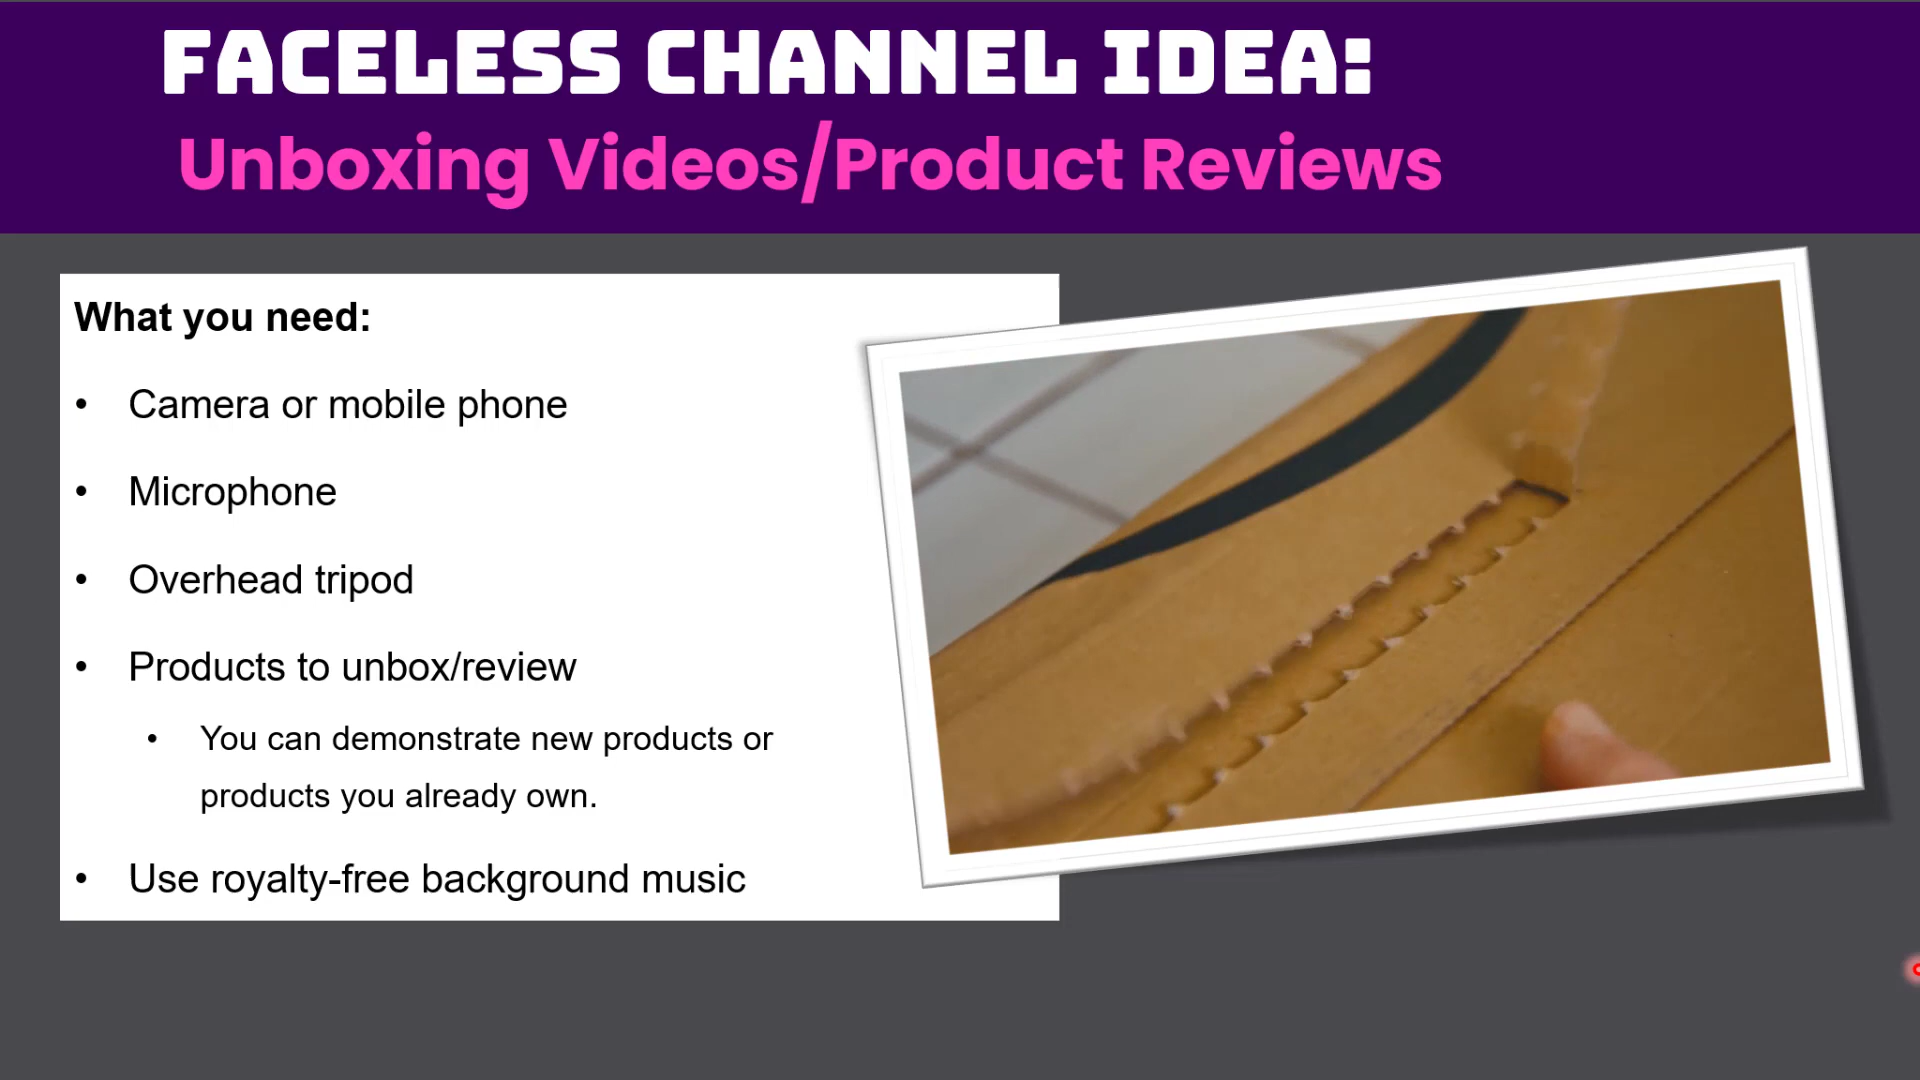 FACELESS CHANNEL IDEA:
Unboxing Videos/Product Reviews
What you need:
• Camera or mobile phone
• Microphone
• Overhead tripod
• Products to unbox/review
• You can demonstrate new products or
products you already own.
• Use royalty-free background music